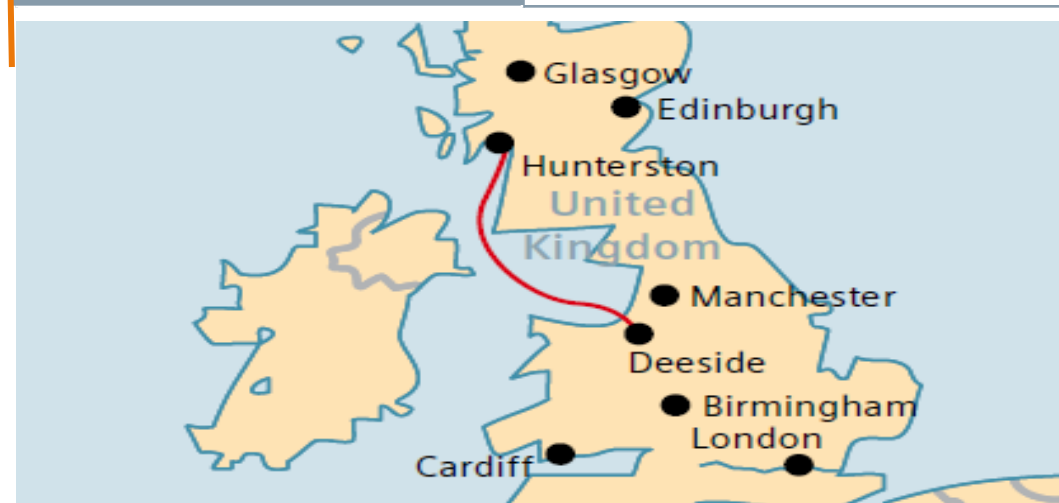 Glasgow
Edinburgh
Hunterston
United
Kingdom
Manchester
Deeside
Birmingham
London
Cardiff